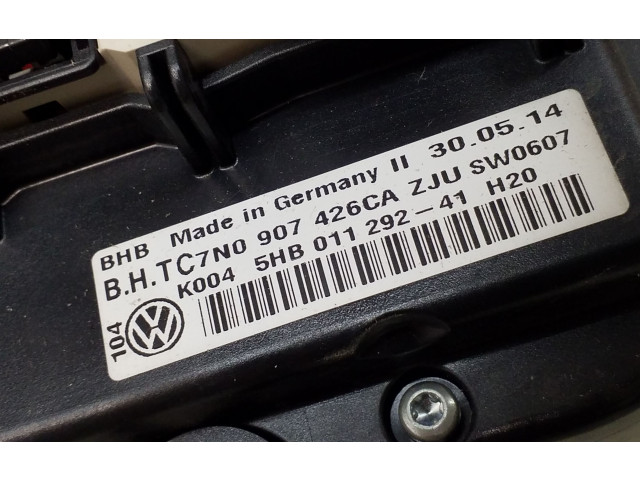 BHB Made in Germany II 30.05.14
B.H.TC7N0 907 426CA ZJU SW0607
K004 5HB 011 292-41 H20
104